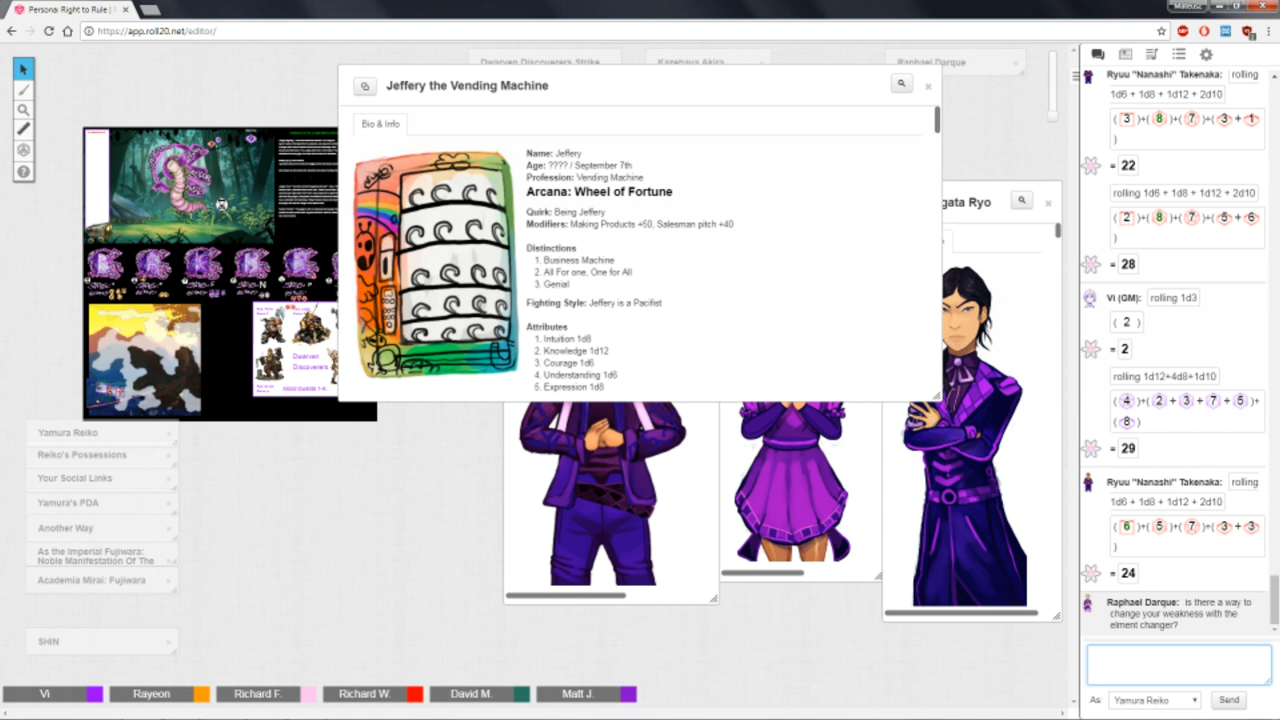 Personal Right to Rule |
Mateusz
https://app.roll20.net/editor/
Dwarven Discoverers Strike
Kazehaya Akira
Raphael Darque
Jeffery the Vending Machine
Bio & Info
Name: Jeffery
Age: ???? / September 7th
Profession: Vending Machine
Arcana: Wheel of Fortune
Quirk: Being Jeffery
Modifiers: Making Products +50, Salesman pitch +40
Distinctions
1. Business Machine
2. All For one, One for All
3. Genial
Fighting Style: Jeffery is a Pacifist
Attributes
1. Intuition 1d8
2. Knowledge 1d12
3. Courage 1d6
4. Understanding 1d6
5. Expression 1d8
gata Ryo
Dwarven
Discoverers
Yamura Reiko
Reiko's Possessions
Your Social Links
Yamura's PDA
Another Way
As the Imperial Fujiwara:
Noble Manifestation Of The
Academia Mirai: Fujiwara
SHIN
Vi
Rayeon
Richard F.
Richard W.
David M.
Matt J.
Ryuu "Nanashi" Takenaka: rolling
1d6 + 1d8 + 1d12 + 2d10
( 3 )+( 8 )+( 7 )+( 3 + 1
)
= 22
rolling 1d6 + 1d8 + 1d12 + 2d10
( 2 )+( 8 )+( 7 )+( 5 + 6
)
= 28
Vi (GM): rolling 1d3
( 2 )
= 2
rolling 1d12+4d8+1d10
( 4 )+( 2 + 3 + 7 + 5 )+
( 8 )
= 29
Ryuu "Nanashi" Takenaka: rolling
1d6 + 1d8 + 1d12 + 2d10
( 6 )+( 5 )+( 7 )+( 3 + 3
)
= 24
Raphael Darque: is there a way to
change your weakness with the
elment changer?
As: Yamura Reiko
Send